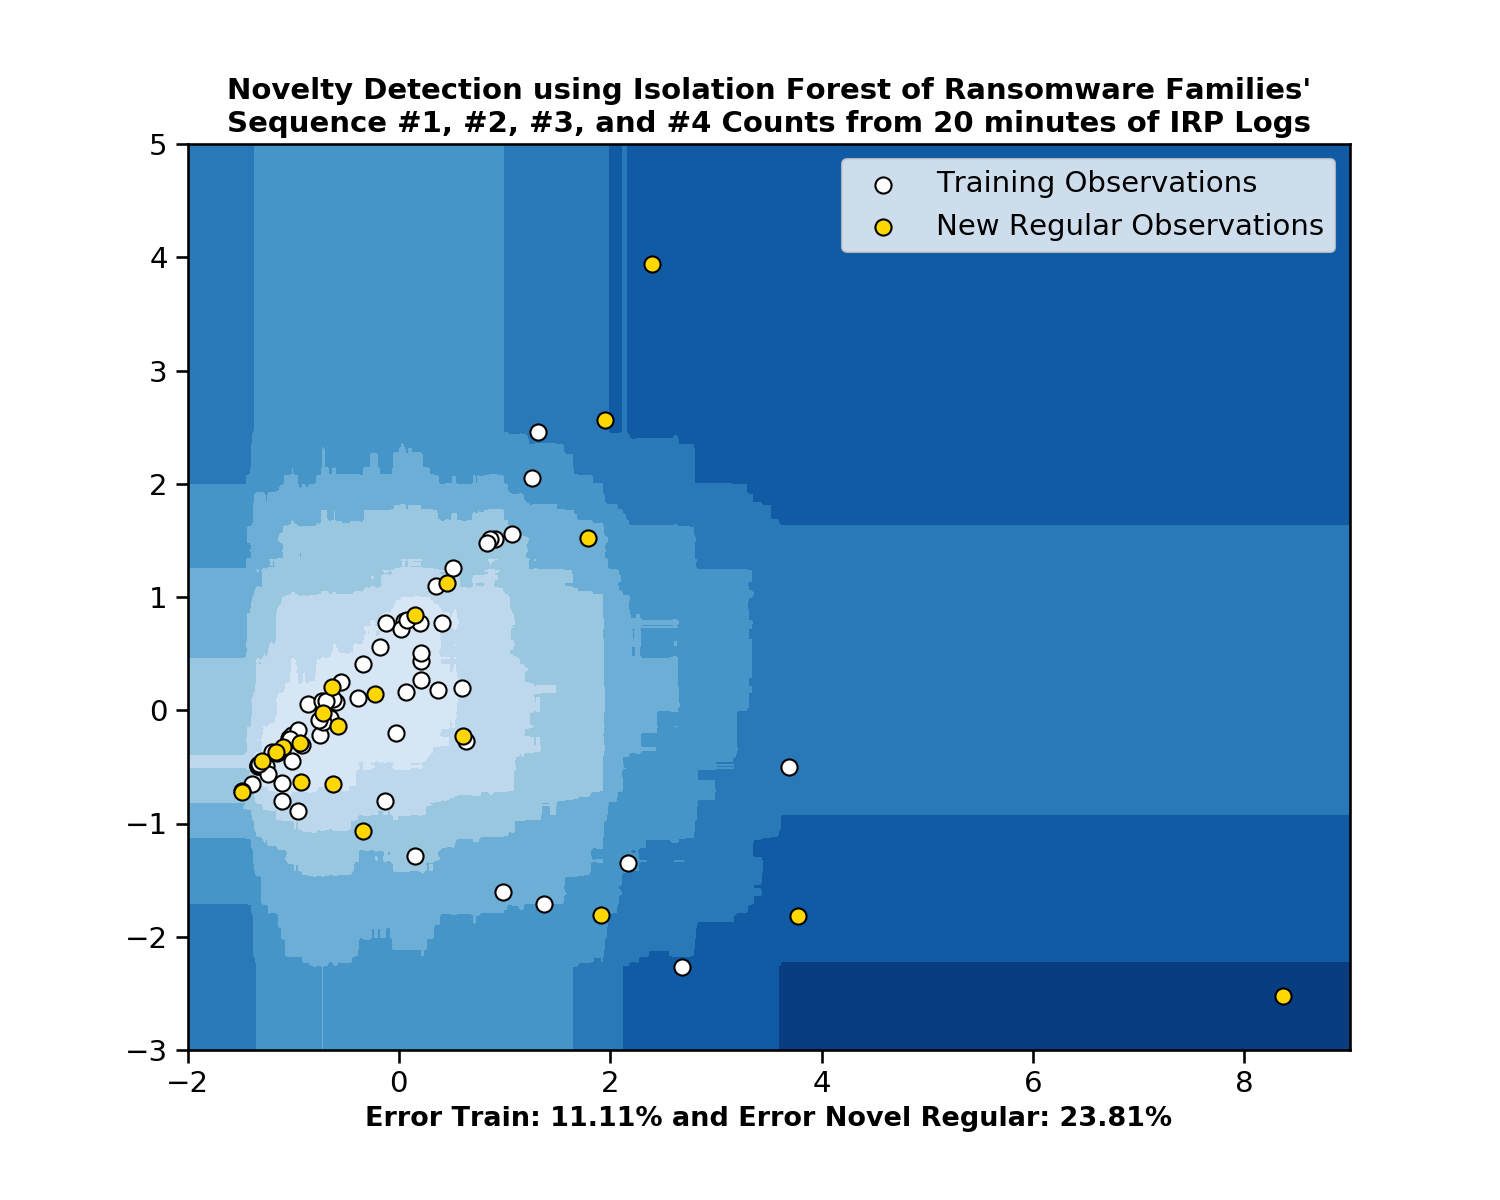 Novelty Detection using Isolation Forest of Ransomware Families'
Sequence #1, #2, #3, and #4 Counts from 20 minutes of IRP Logs
Training Observations
New Regular Observations
5
4
3
2
1
0
−1
−2
−3
−2 0 2 4 6 8
Error Train: 11.11% and Error Novel Regular: 23.81%